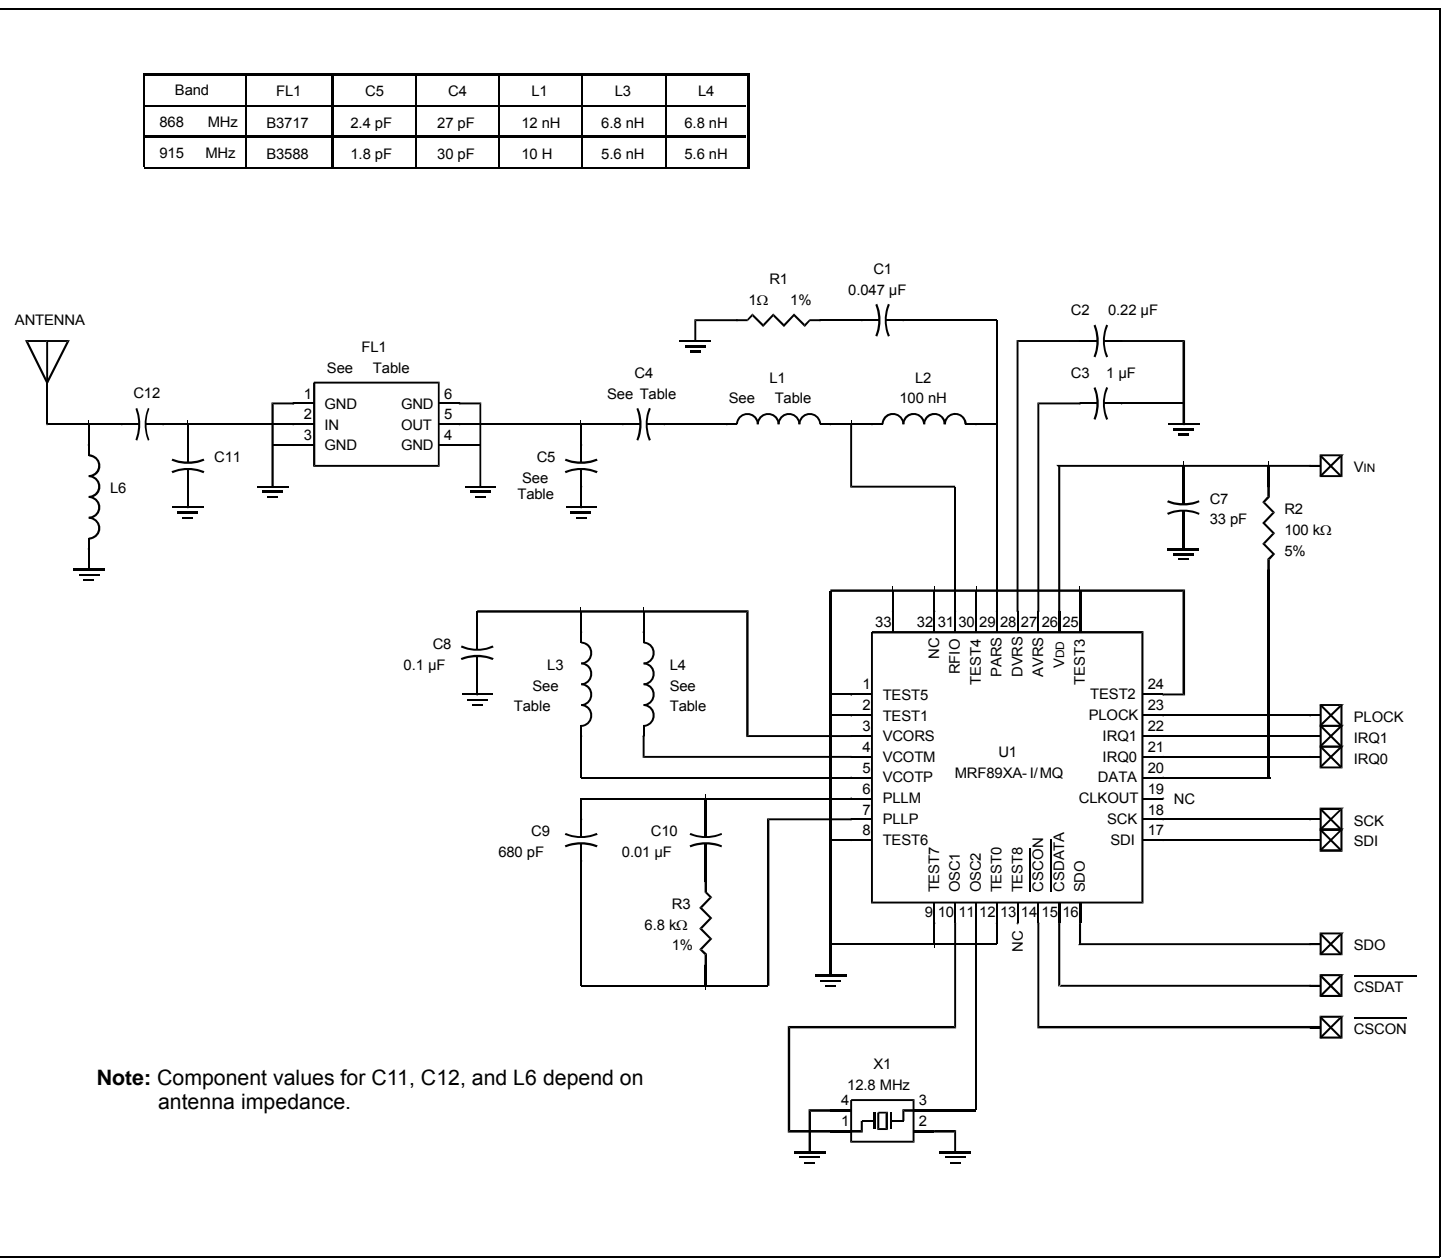 Band FL1 C5 C4 L1 L3 L4
868 MHz B3717 2.4 pF 27 pF 12 nH 6.8 nH 6.8 nH
915 MHz B3588 1.8 pF 30 pF 10 H 5.6 nH 5.6 nH
ANTENNA
C12
L6
C11
FL1
See Table
1 GND GND 6
2 IN OUT 5
3 GND GND 4
C5
See
Table
C4
See Table
R1
1Ω 1%
C1
0.047 µF
L1
See Table
L2
100 nH
C2 0.22 µF
C3 1 µF
VIN
C7
33 pF
R2
100 kΩ
5%
C8
0.1 µF
L3
See
Table
L4
See
Table
33 32 31 30 29 28 27 26 25
NC
RFIO
TEST4
PARS
DVRS
AVRS
VDD
TEST3
1 TEST5
2 TEST1
3 VCORS
4 VCOTM
5 VCOTP
6 PLLM
7 PLLP
8 TEST6
U1
MRF89XA-I/MQ
TEST2 24
PLOCK 23
IRQ1 22
IRQ0 21
DATA 20
CLKOUT 19 NC
SCK 18
SDI 17
PLOCK
IRQ1
IRQ0
SCK
SDI
TEST7
OSC1
OSC2
TEST0
TEST8
CSCON
CSDATA
SDO
9 10 11 12 13 14 15 16
NC
C9
680 pF
C10
0.01 µF
R3
6.8 kΩ
1%
SDO
CSDAT
CSCON
X1
12.8 MHz
4 3
1 2
Note: Component values for C11, C12, and L6 depend on
antenna impedance.